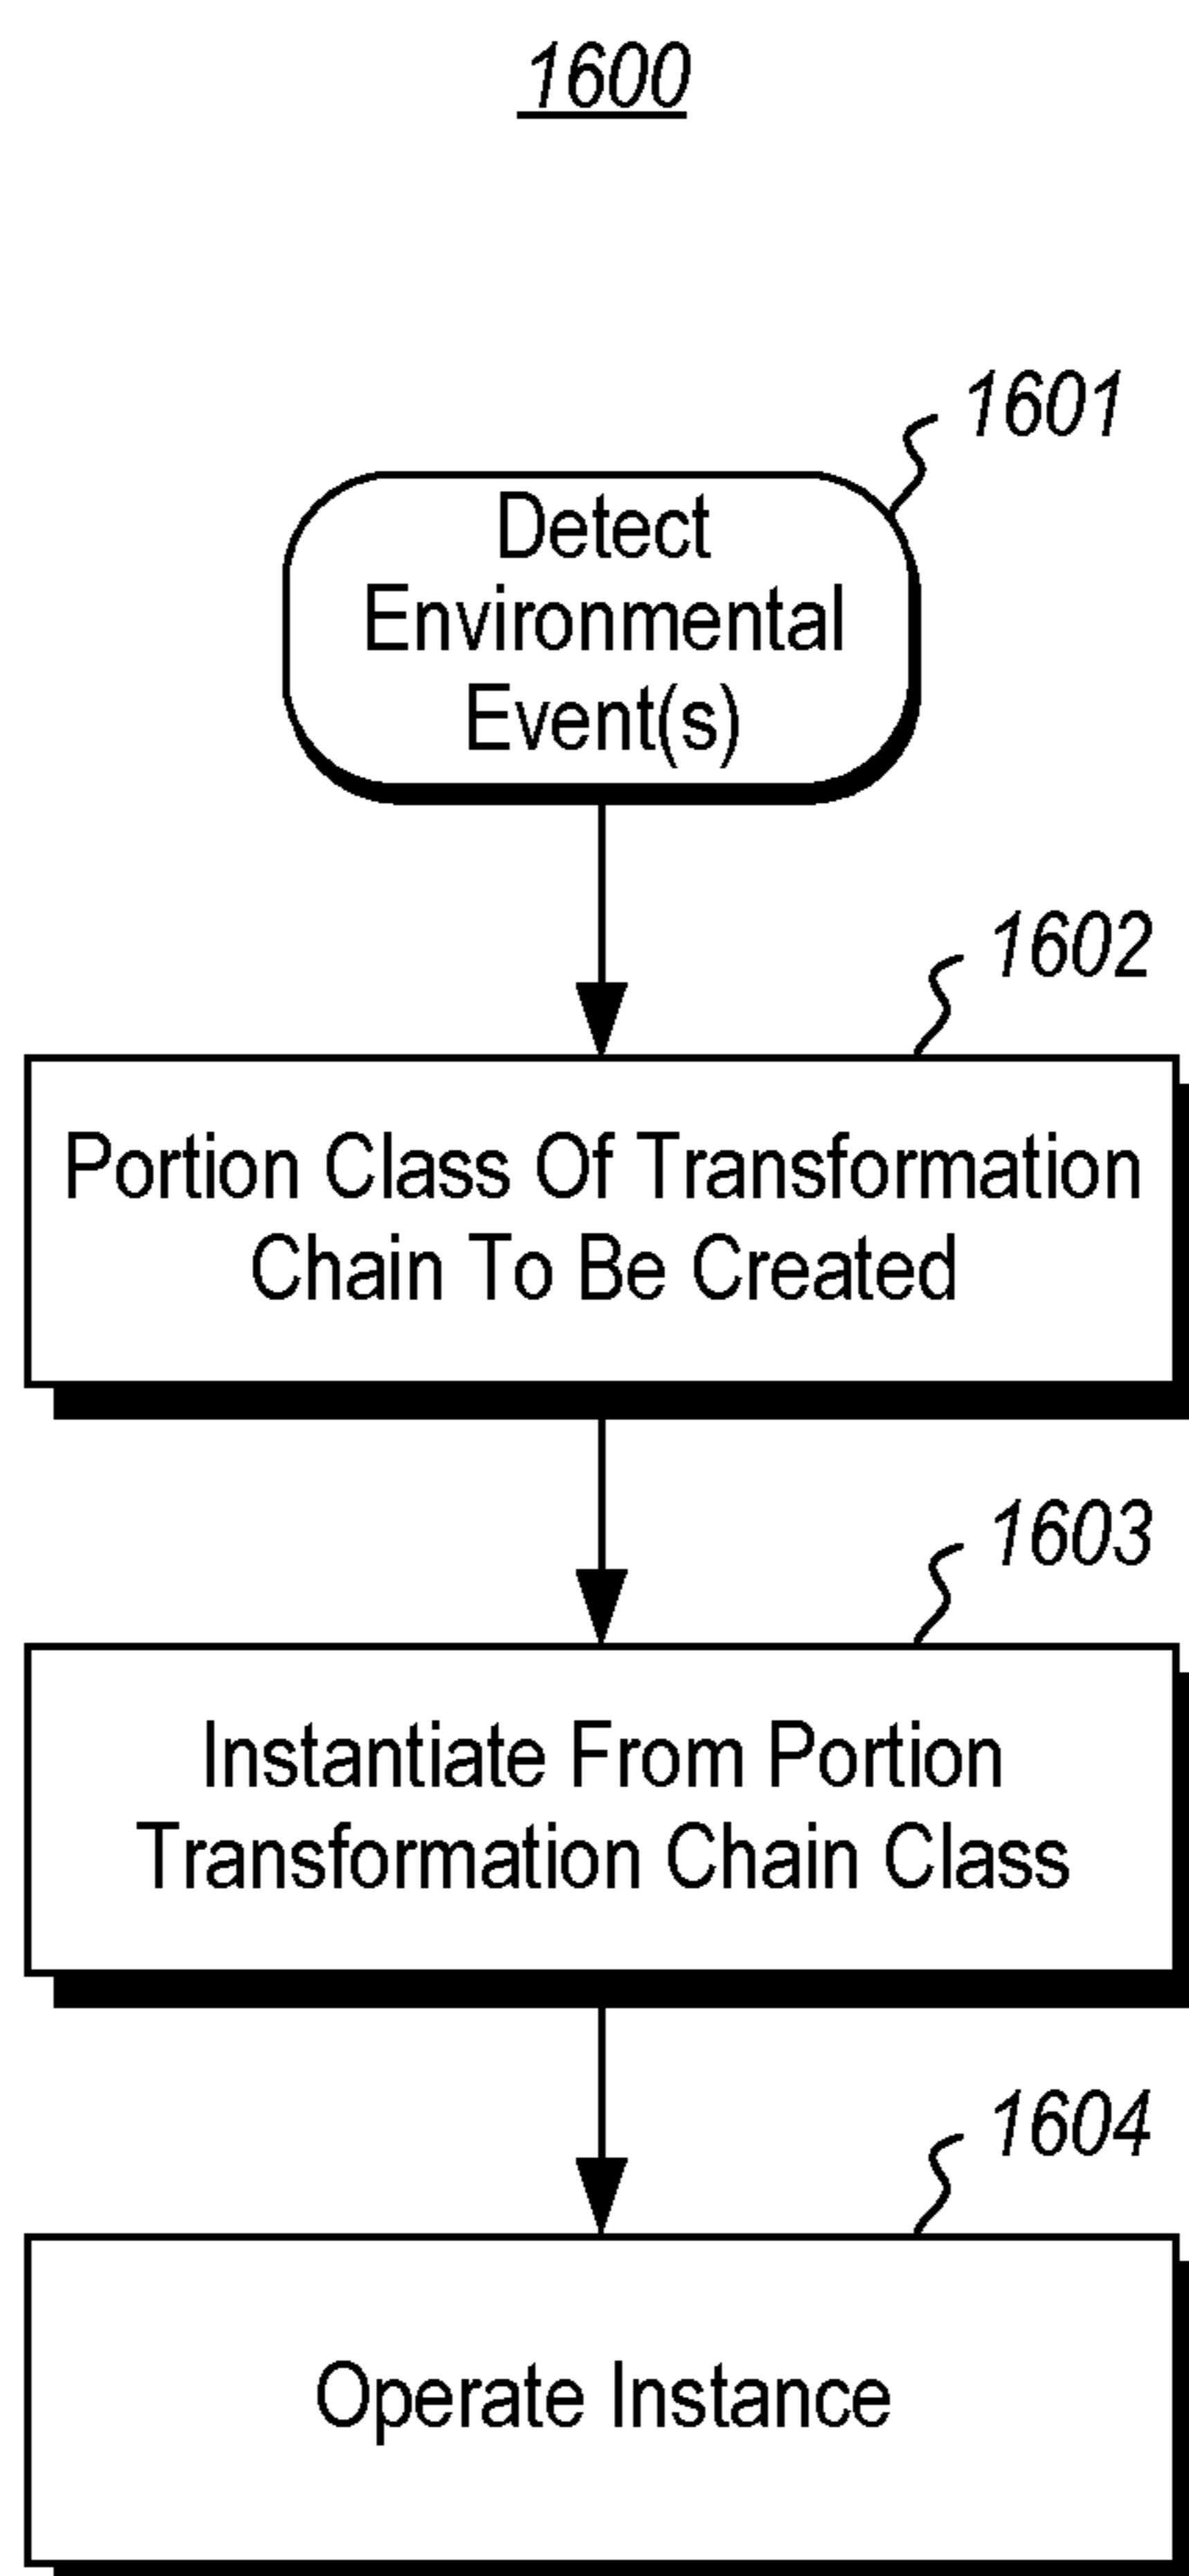 1600
1601
Detect
Environmental
Event(s)
1602
Portion Class Of Transformation
Chain To Be Created
1603
Instantiate From Portion
Transformation Chain Class
1604
Operate Instance